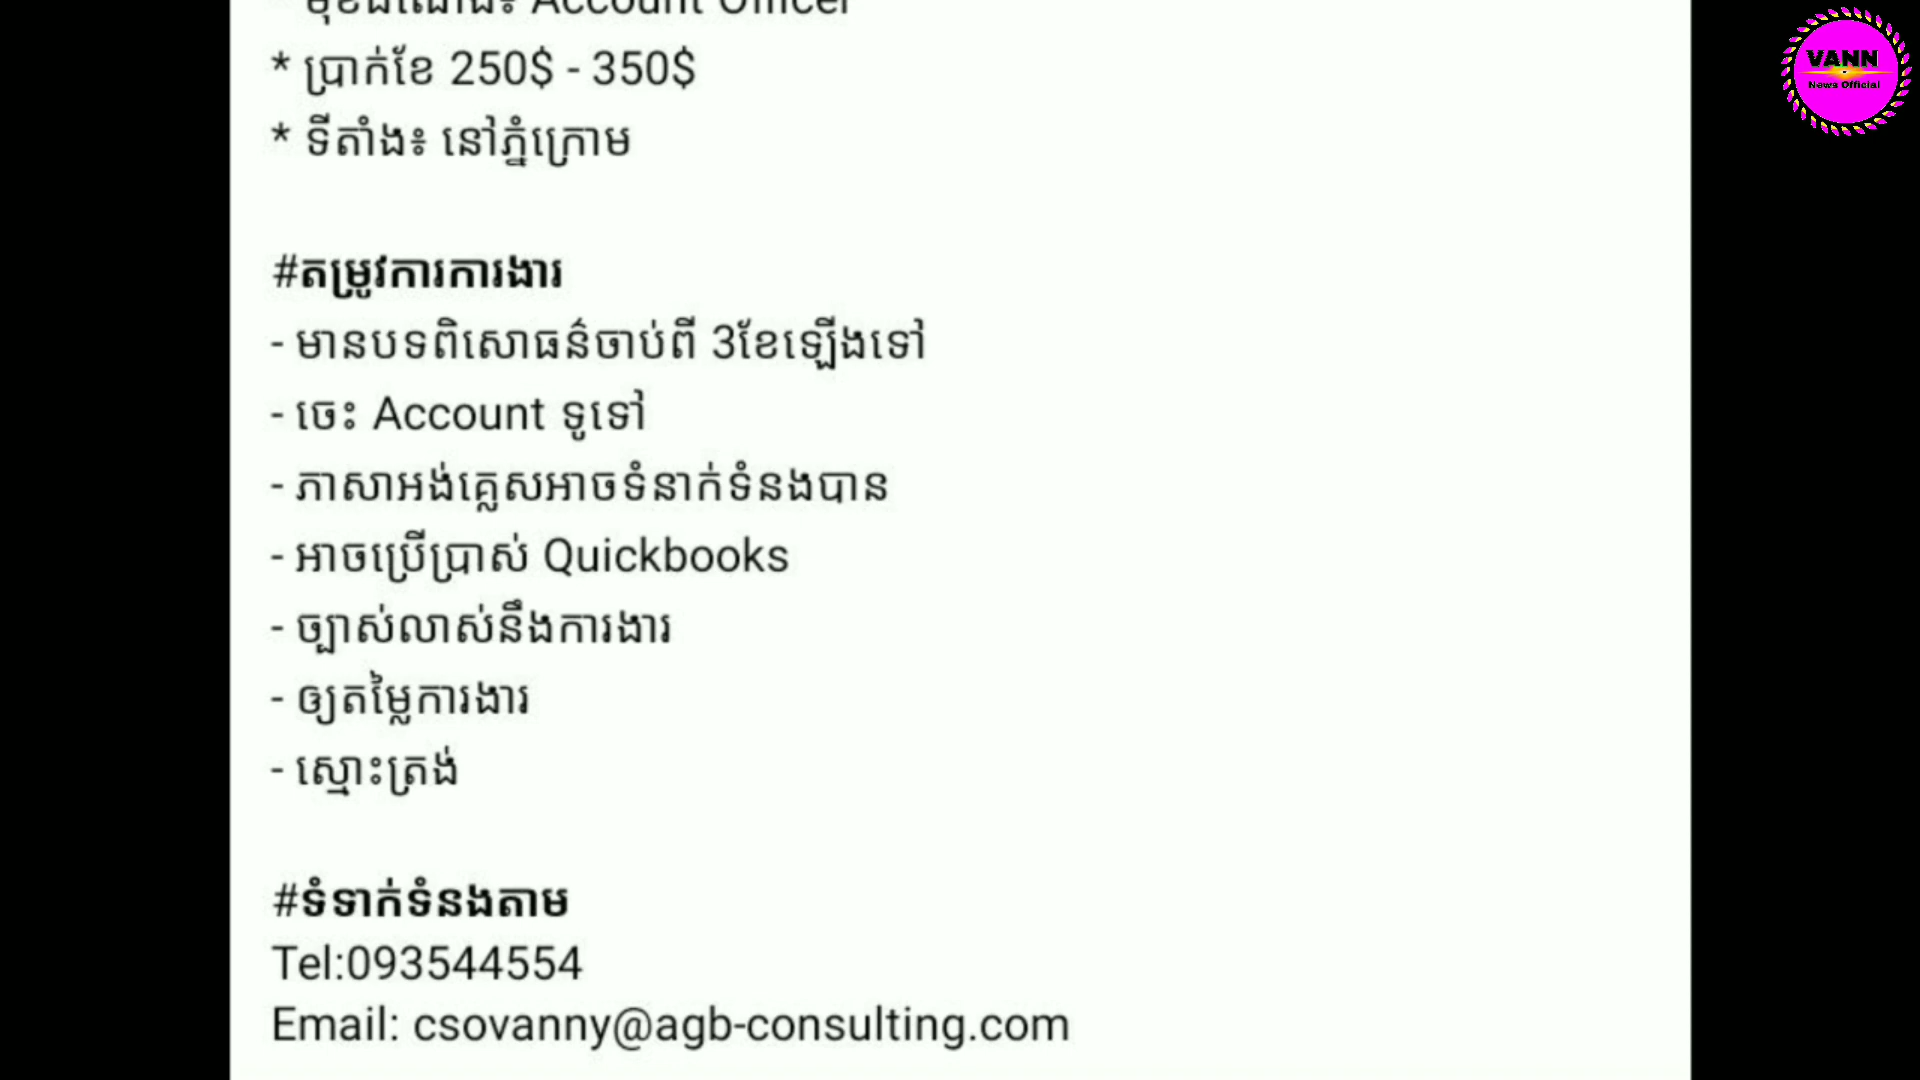 Account Officer
* ប្រាក់ខែ 250$ - 350$
* ទីតាំង៖ នៅភ្នំក្រោម
#តម្រូវការការងារ
- មានបទពិសោធន៍ចាប់ពី 3ខែឡើងទៅ
- ចេះ Account ទូទៅ
- ភាសាអង់គ្លេសអាចទំនាក់ទំនងបាន
- អាចប្រើប្រាស់ Quickbooks
- ច្បាស់លាស់នឹងការងារ
- ឲ្យតម្លៃការងារ
- ស្មោះត្រង់
#ទំទាក់ទំនងតាម
Tel:093544554
Email: csovanny@agb-consulting.com
VANN
News Official